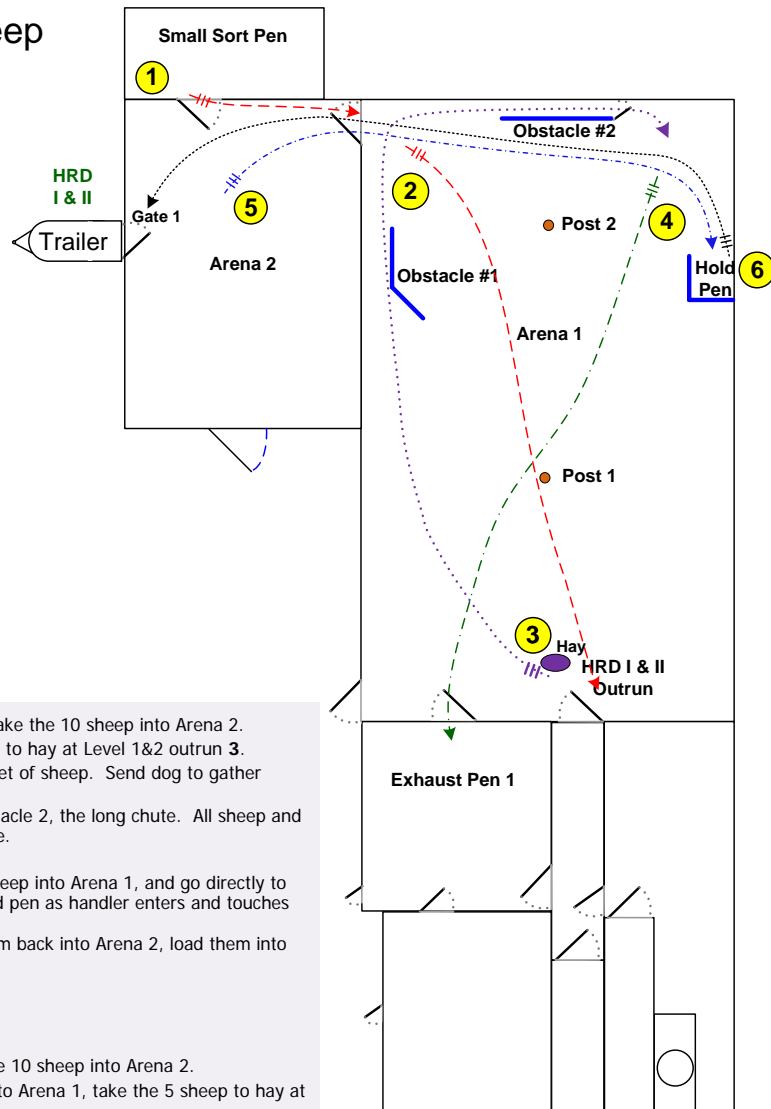 eep
Small Sort Pen
1
Obstacle #2
HRD
I & II
2
Gate 1
5
Post 2
4
Trailer
Arena 2
Obstacle #1
Hold
Pen
6
Arena 1
Post 1
3
Hay
HRD I & II
Outrun
ake the 10 sheep into Arena 2.
to hay at Level 1&2 outrun 3.
et of sheep. Send dog to gather
acle 2, the long chute. All sheep and
e.
eep into Arena 1, and go directly to
d pen as handler enters and touches
m back into Arena 2, load them into
e 10 sheep into Arena 2.
to Arena 1, take the 5 sheep to hay at
Exhaust Pen 1